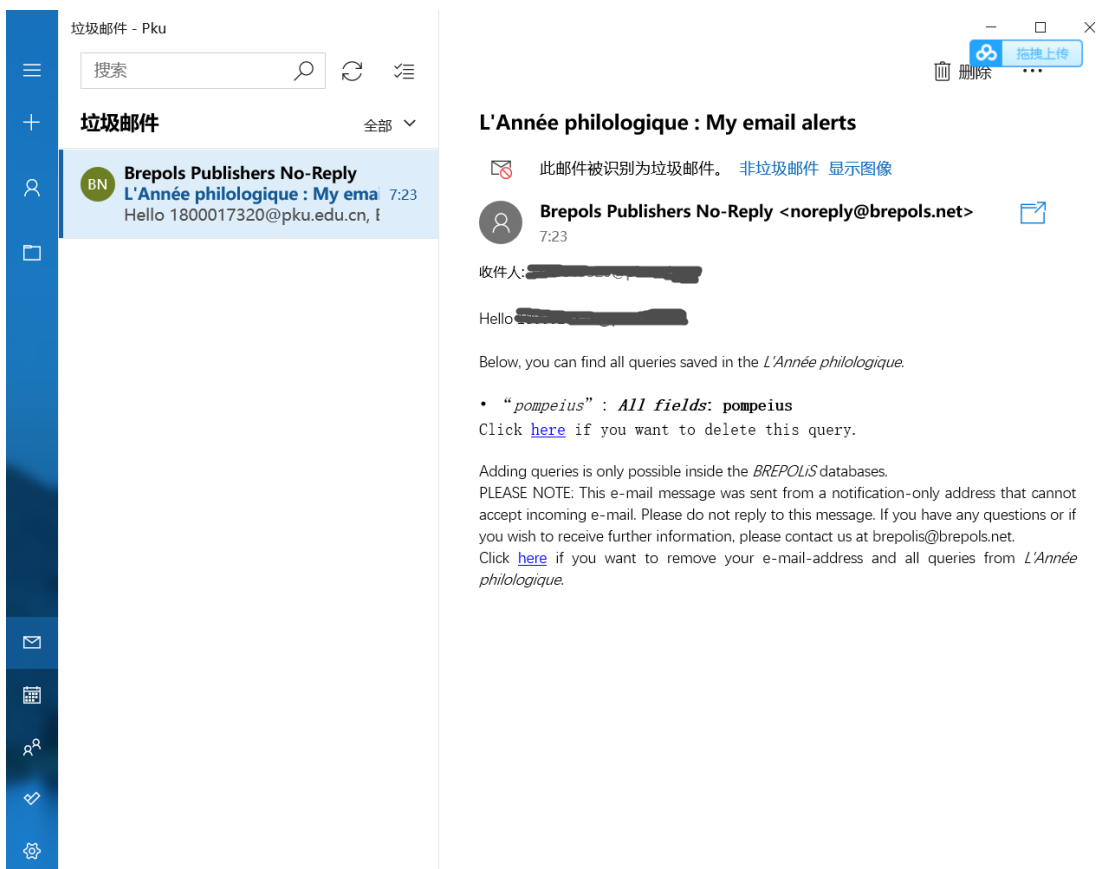 垃圾邮件 - Pku
搜索
拖拽上传
删除
垃圾邮件
全部
L'Année philologique : My email alerts
此邮件被识别为垃圾邮件。 非垃圾邮件 显示图像
BN
Brepols Publishers No-Reply
L'Année philologique : My emai 7:23
Hello 1800017320@pku.edu.cn, E
Brepols Publishers No-Reply <noreply@brepols.net>
7:23
收件人:
Hello
Below, you can find all queries saved in the L'Année philologique.
• “pompeius”: All fields: pompeius
Click here if you want to delete this query.
Adding queries is only possible inside the BREPOLiS databases.
PLEASE NOTE: This e-mail message was sent from a notification-only address that cannot
accept incoming e-mail. Please do not reply to this message. If you have any questions or if
you wish to receive further information, please contact us at brepolis@brepols.net.
Click here if you want to remove your e-mail-address and all queries from L'Année
philologique.